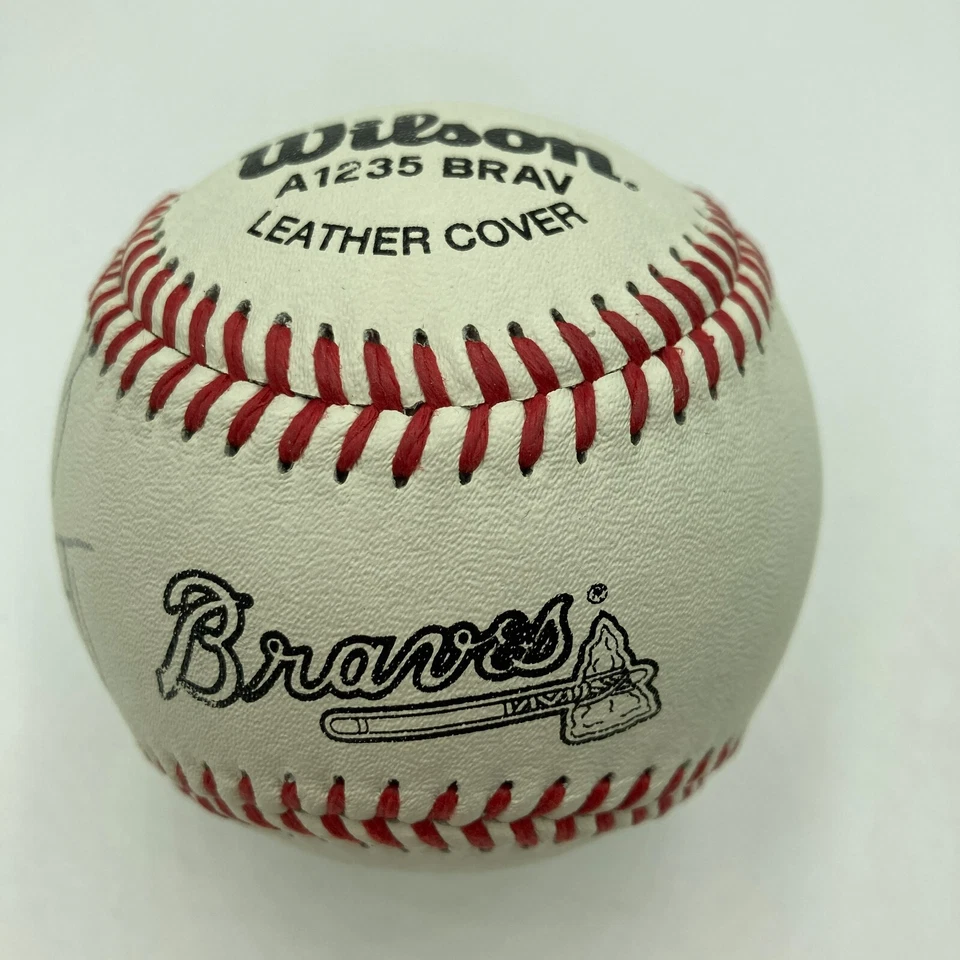 Wilson.
A1235 BRAV
LEATHER COVER
Braves®